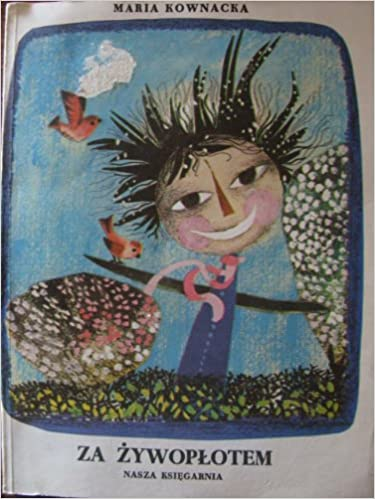 MARIA KOWNACKA
ZA ŻYWOPŁOTEM
NASZA KSIĘGARNIA